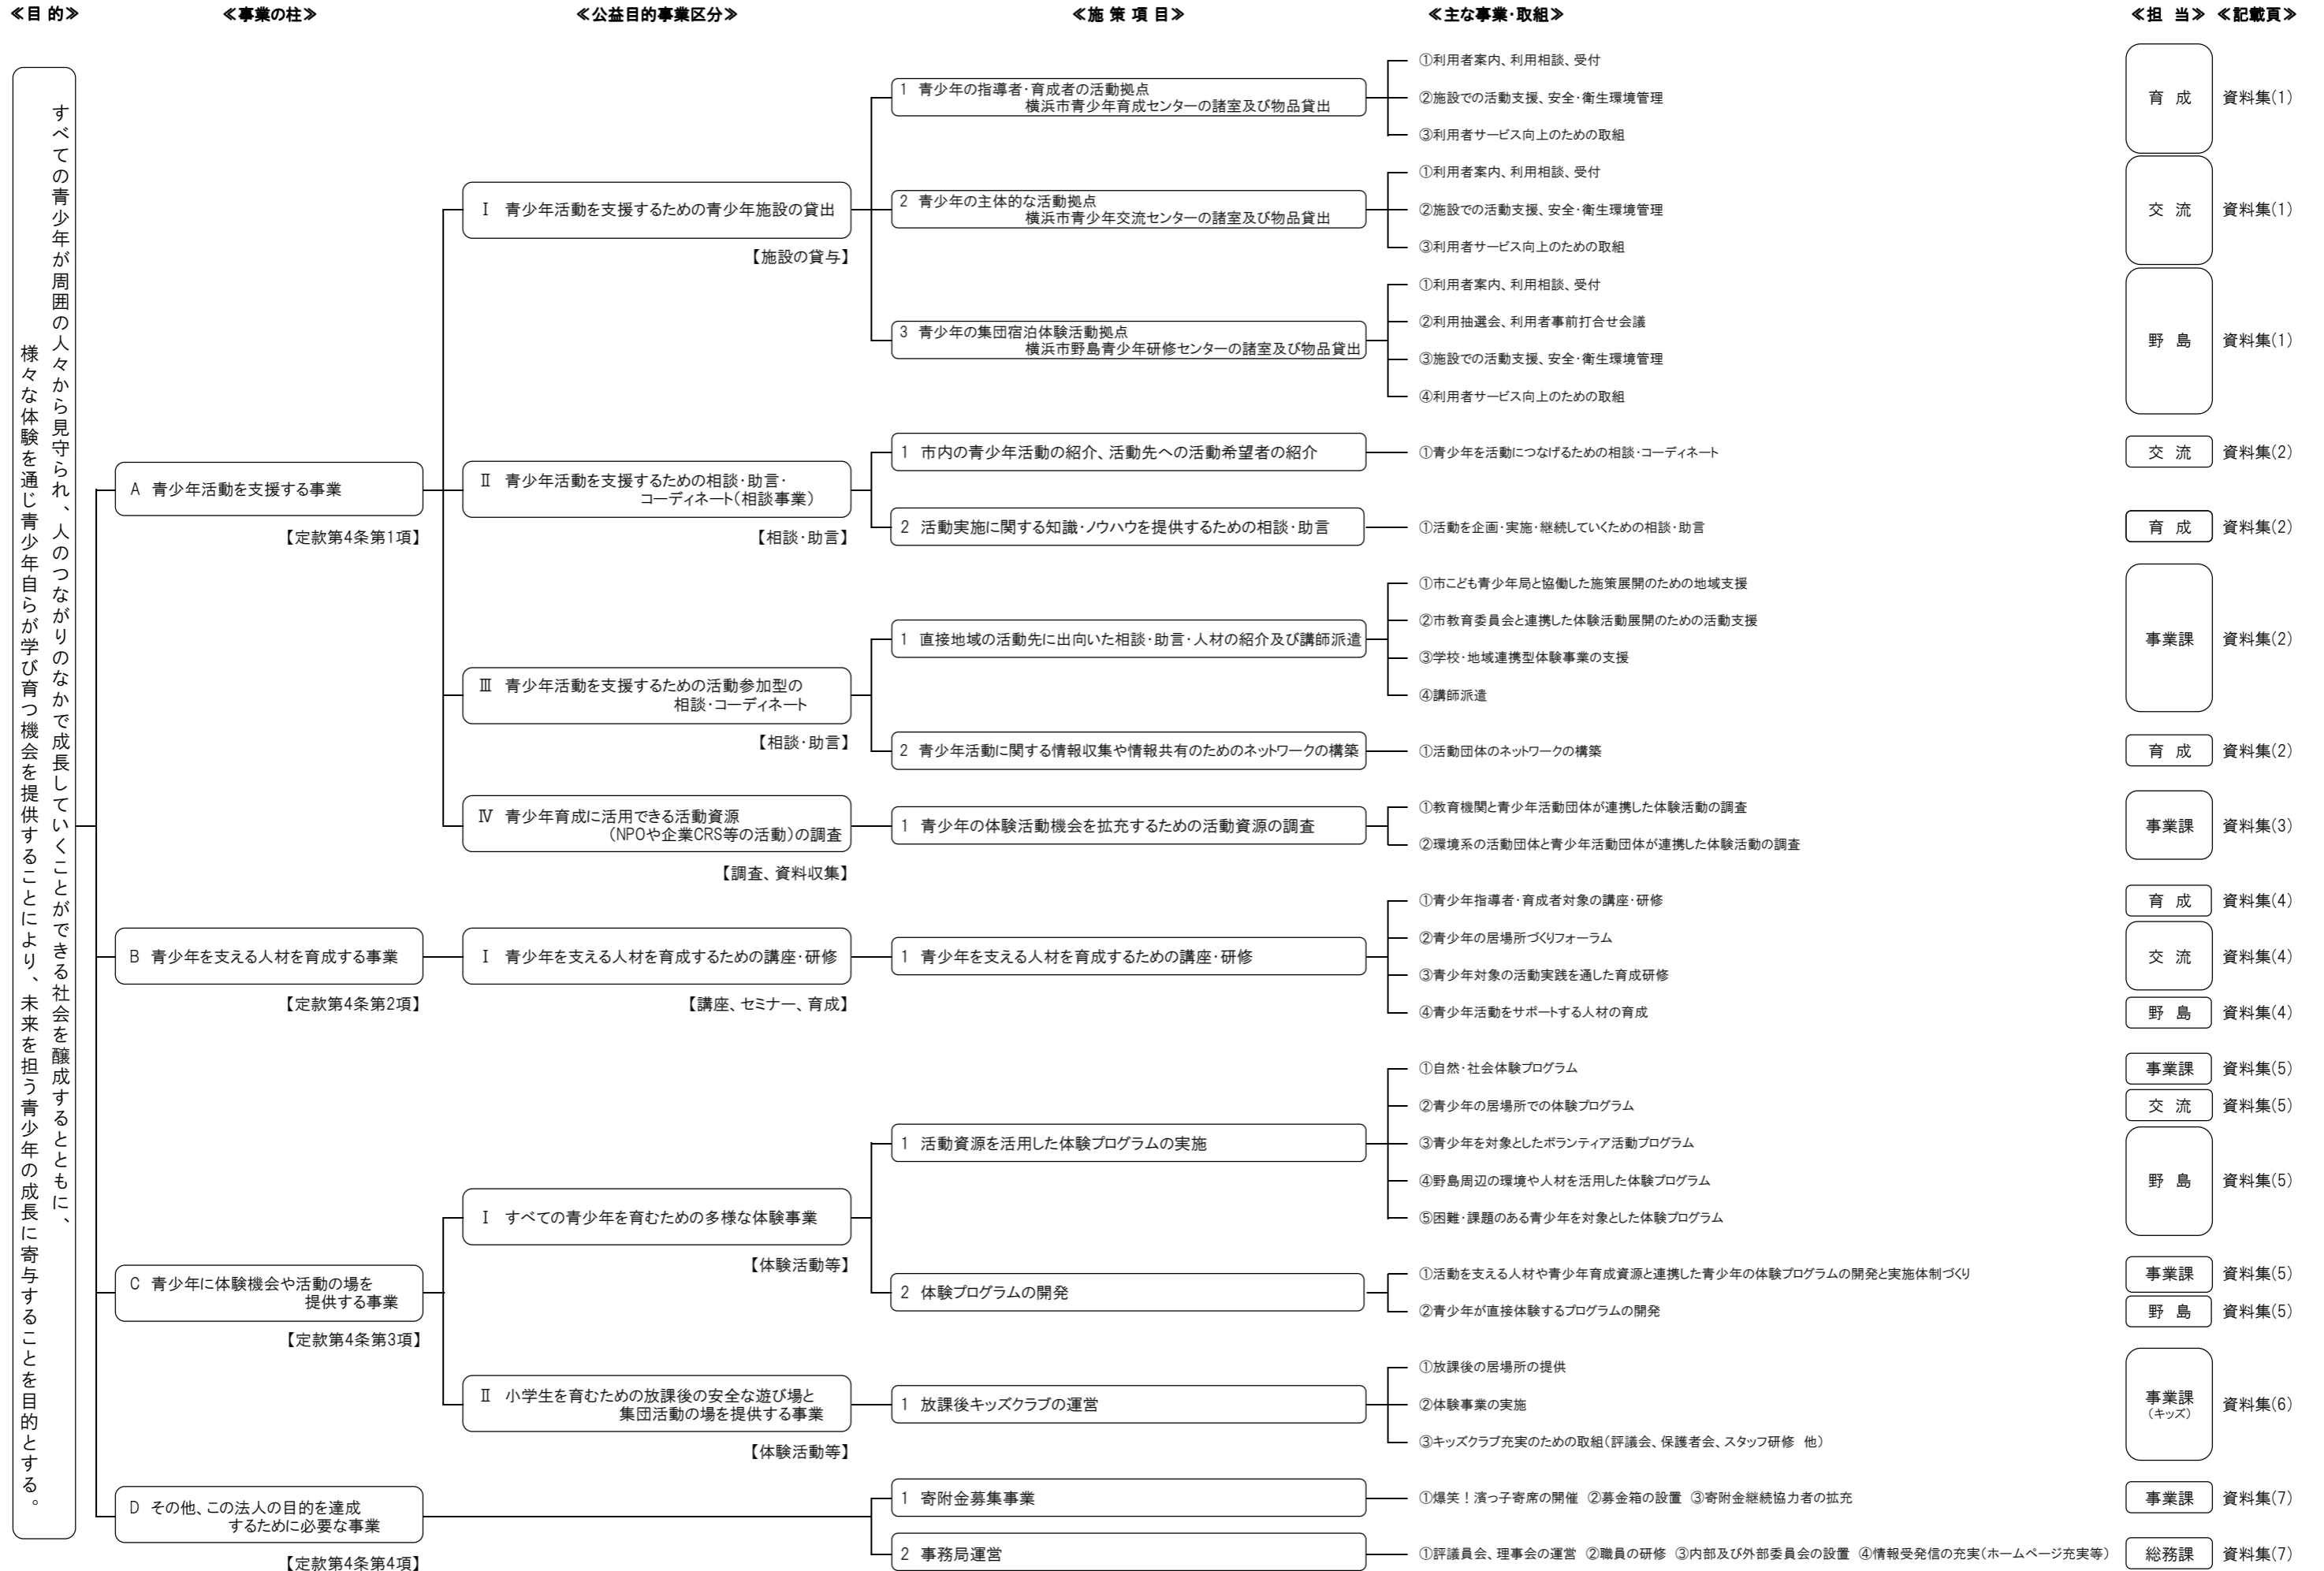 ≪目 的≫ ≪事業の柱≫ ≪公益目的事業区分≫ ≪施 策 項 目≫ ≪主な事業・取組≫ ≪担　当≫ ≪記載頁≫
すべての青少年が周囲の人々から見守られ、人のつながりのなかで成長していくことができる社会を醸成するとともに、
様々な体験を通じ青少年自らが学び育つ機会を提供することにより、未来を担う青少年の成長に寄与することを目的とする。
A 青少年活動を支援する事業
【定款第4条第1項】
Ⅰ 青少年活動を支援するための青少年施設の貸出
【施設の貸与】
1 青少年の指導者・育成者の活動拠点
横浜市青少年育成センターの諸室及び物品貸出
①利用者案内、利用相談、受付
②施設での活動支援、安全・衛生環境管理
③利用者サービス向上のための取組
育 成 資料集(1)
2 青少年の主体的な活動拠点
横浜市青少年交流センターの諸室及び物品貸出
①利用者案内、利用相談、受付
②施設での活動支援、安全・衛生環境管理
③利用者サービス向上のための取組
交 流 資料集(1)
3 青少年の集団宿泊体験活動拠点
横浜市野島青少年研修センターの諸室及び物品貸出
①利用者案内、利用相談、受付
②利用抽選会、利用者事前打合せ会議
③施設での活動支援、安全・衛生環境管理
④利用者サービス向上のための取組
野 島 資料集(1)
Ⅱ 青少年活動を支援するための相談・助言・
コーディネート（相談事業）
【相談・助言】
1 市内の青少年活動の紹介、活動先への活動希望者の紹介
①青少年を活動につなげるための相談・コーディネート
交 流 資料集(2)
2 活動実施に関する知識・ノウハウを提供するための相談・助言
①活動を企画・実施・継続していくための相談・助言
育 成 資料集(2)
Ⅲ 青少年活動を支援するための活動参加型の
相談・コーディネート
【相談・助言】
1 直接地域の活動先に出向いた相談・助言・人材の紹介及び講師派遣
①市こども青少年局と協働した施策展開のための地域支援
②市教育委員会と連携した体験活動展開のための活動支援
③学校・地域連携型体験事業の支援
④講師派遣
事業課 資料集(2)
2 青少年活動に関する情報収集や情報共有のためのネットワークの構築
①活動団体のネットワークの構築
育 成 資料集(2)
Ⅳ 青少年育成に活用できる活動資源
（NPOや企業CRS等の活動）の調査
【調査、資料収集】
1 青少年の体験活動機会を拡充するための活動資源の調査
①教育機関と青少年活動団体が連携した体験活動の調査
②環境系の活動団体と青少年活動団体が連携した体験活動の調査
事業課 資料集(3)
B 青少年を支える人材を育成する事業
【定款第4条第2項】
Ⅰ 青少年を支える人材を育成するための講座・研修
【講座、セミナー、育成】
1 青少年を支える人材を育成するための講座・研修
①青少年指導者・育成者対象の講座・研修
②青少年の居場所づくりフォーラム
③青少年対象の活動実践を通した育成研修
④青少年活動をサポートする人材の育成
育 成 資料集(4)
交 流 資料集(4)
野 島 資料集(4)
C 青少年に体験機会や活動の場を
提供する事業
【定款第4条第3項】
Ⅰ すべての青少年を育むための多様な体験事業
【体験活動等】
1 活動資源を活用した体験プログラムの実施
①自然・社会体験プログラム
②青少年の居場所での体験プログラム
③青少年を対象としたボランティア活動プログラム
④野島周辺の環境や人材を活用した体験プログラム
⑤困難・課題のある青少年を対象とした体験プログラム
事業課 資料集(5)
交 流 資料集(5)
野 島 資料集(5)
2 体験プログラムの開発
①活動を支える人材や青少年育成資源と連携した青少年の体験プログラムの開発と実施体制づくり
②青少年が直接体験するプログラムの開発
事業課 資料集(5)
野 島 資料集(5)
Ⅱ 小学生を育むための放課後の安全な遊び場と
集団活動の場を提供する事業
【体験活動等】
1 放課後キッズクラブの運営
①放課後の居場所の提供
②体験事業の実施
③キッズクラブ充実のための取組（評議会、保護者会、スタッフ研修　他）
事業課
（キッズ）
資料集(6)
D その他、この法人の目的を達成
するために必要な事業
【定款第4条第4項】
1 寄附金募集事業
①爆笑！濱っ子寄席の開催 ②募金箱の設置 ③寄附金継続協力者の拡充
事業課 資料集(7)
2 事務局運営
①評議員会、理事会の運営 ②職員の研修 ③内部及び外部委員会の設置 ④情報受発信の充実（ホームページ充実等）
総務課 資料集(7)